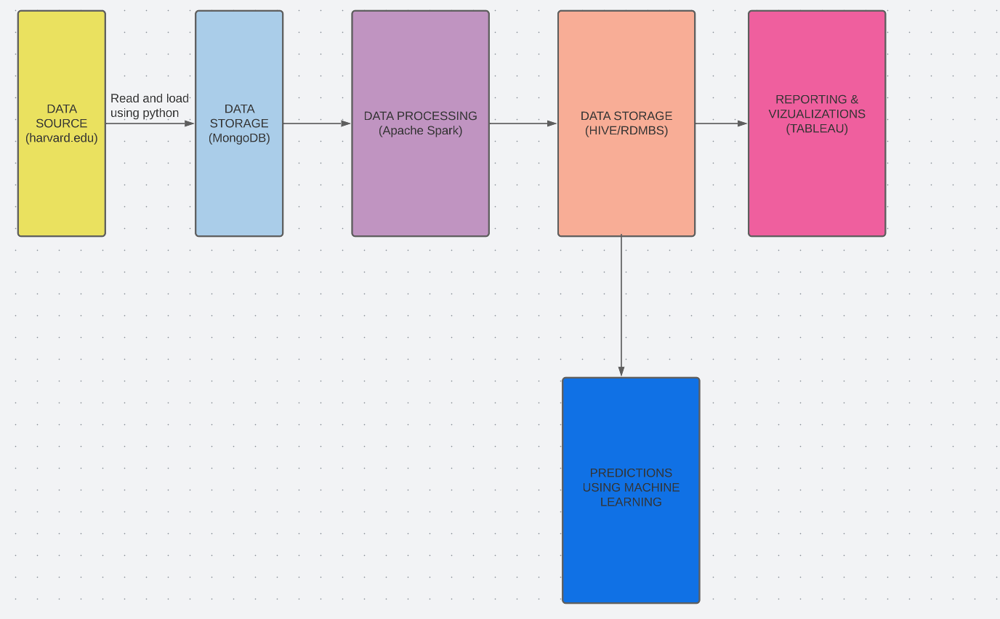 DATA
SOURCE
(harvard.edu)
Read and load
using python
DATA
STORAGE
(MongoDB)
DATA PROCESSING
(Apache Spark)
DATA STORAGE
(HIVE/RDMBS)
REPORTING &
VIZUALIZATIONS
(TABLEAU)
PREDICTIONS
USING MACHINE
LEARNING